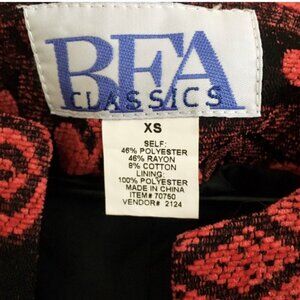 BFA
CLASSICS
XS
SELF:
46% POLYESTER
46% RAYON
8% COTTON
LINING:
100% POLYESTER
MADE IN CHINA
ITEM# 70750
VENDOR# 2124